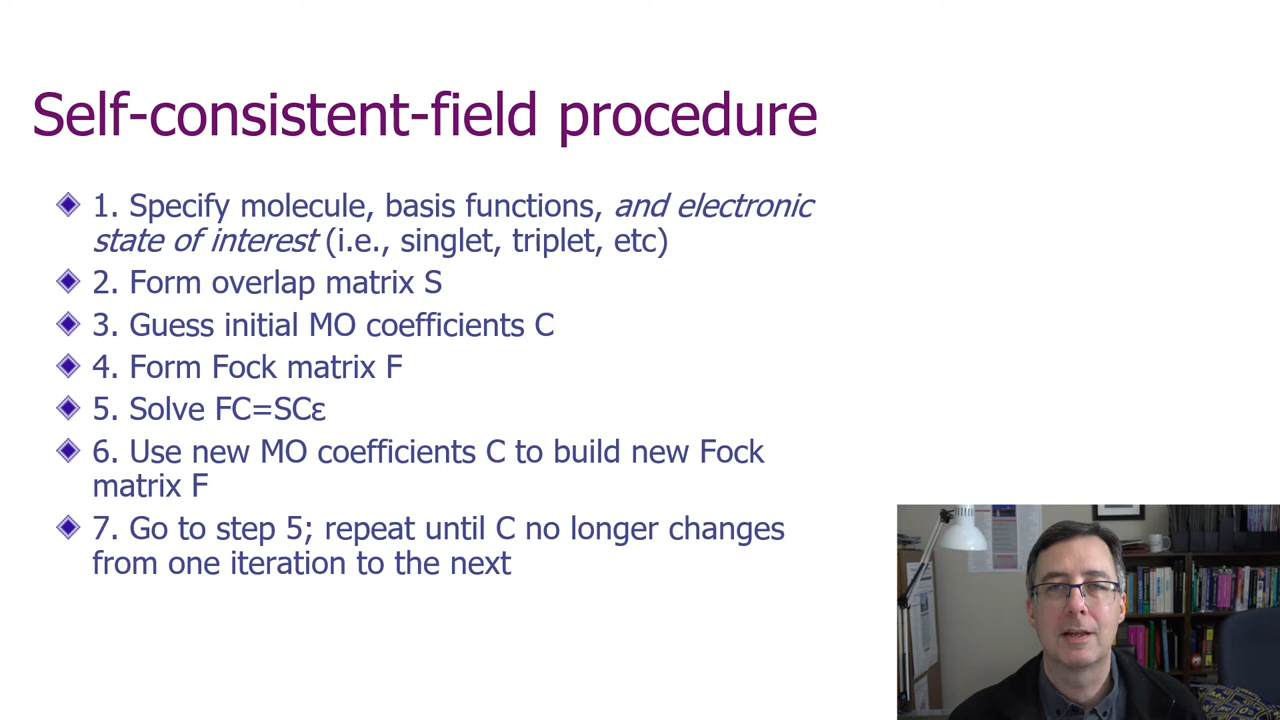 Self-consistent-field procedure
1. Specify molecule, basis functions, and electronic
state of interest (i.e., singlet, triplet, etc)
2. Form overlap matrix S
3. Guess initial MO coefficients C
4. Form Fock matrix F
5. Solve FC=SCε
6. Use new MO coefficients C to build new Fock
matrix F
7. Go to step 5; repeat until C no longer changes
from one iteration to the next